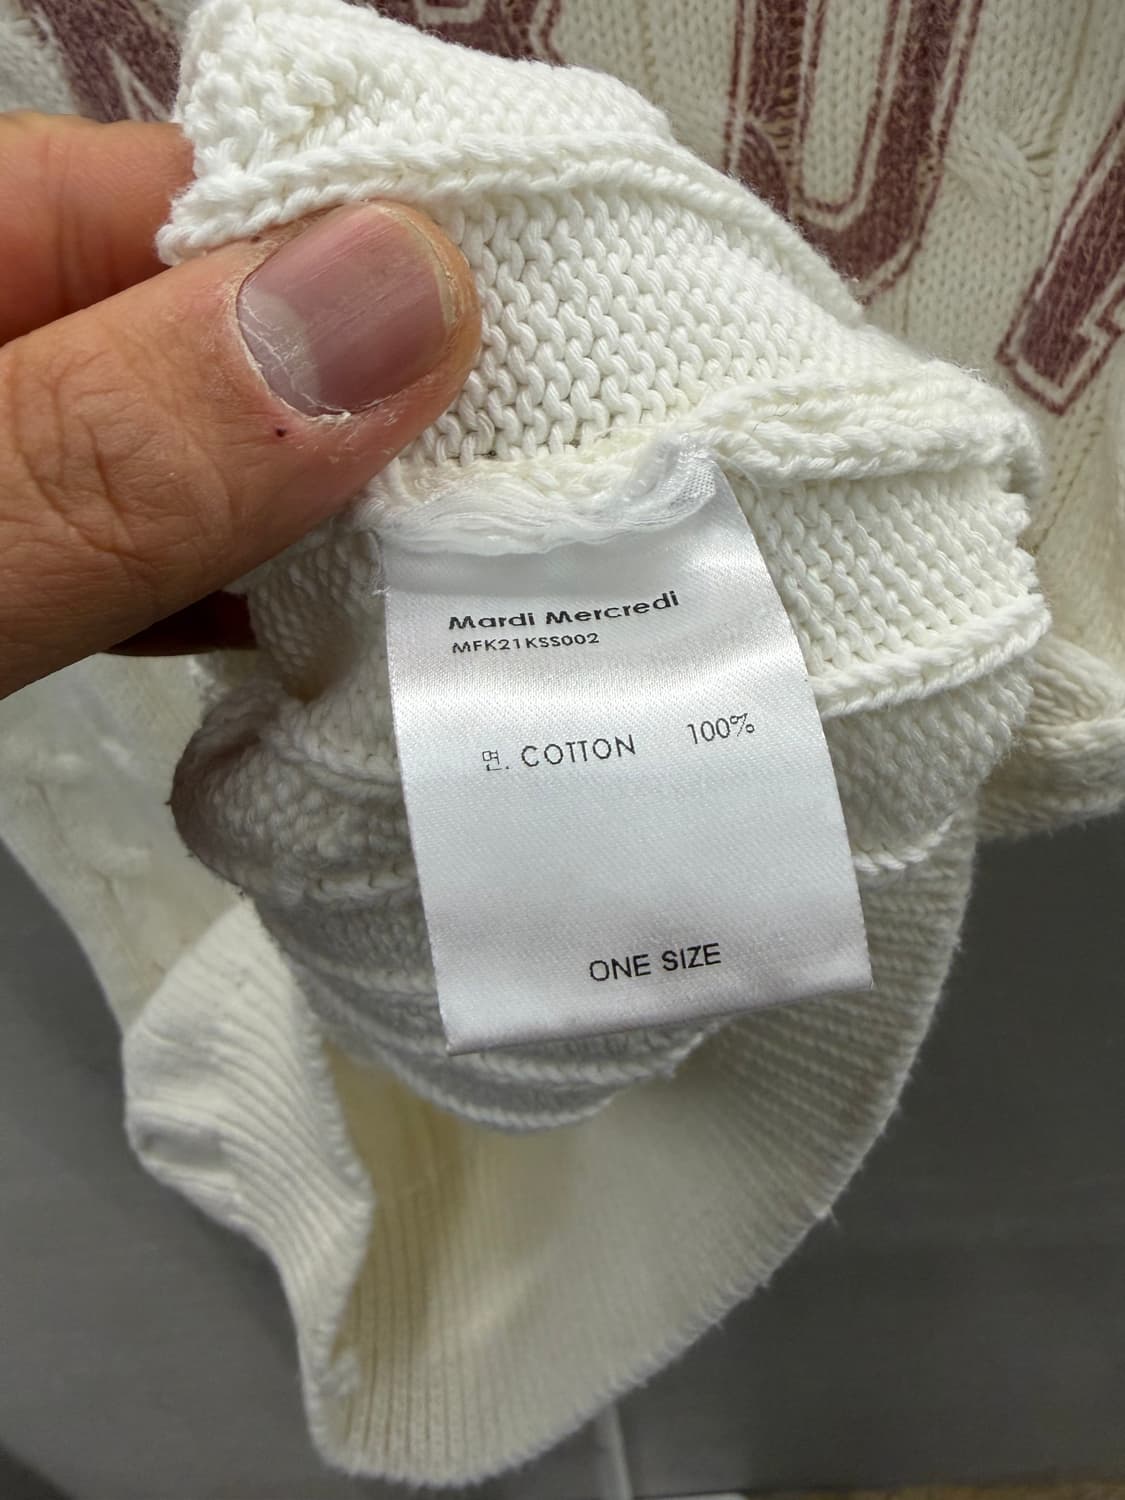 Mardi Mercredi
MFK21KSS002
면. COTTON 100%
ONE SIZE